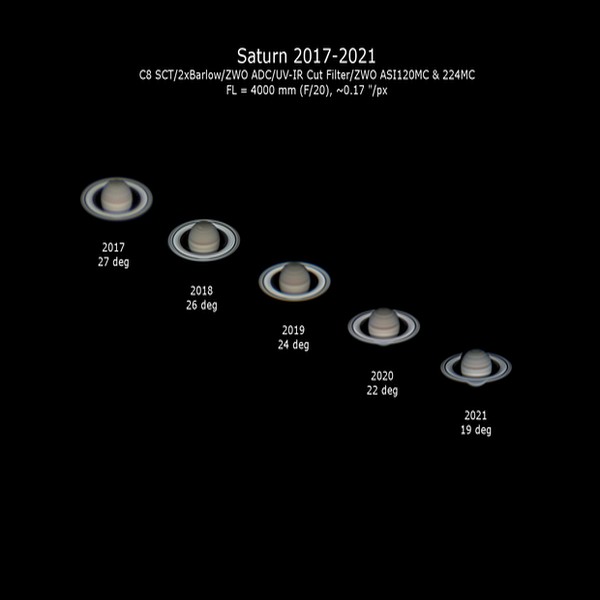 Saturn 2017-2021
C8 SCT/2xBarlow/ZWO ADC/UV-IR Cut Filter/ZWO ASI120MC & 224MC
FL = 4000 mm (F/20), ~0.17 "/px
2017
27 deg
2018
26 deg
2019
24 deg
2020
22 deg
2021
19 deg